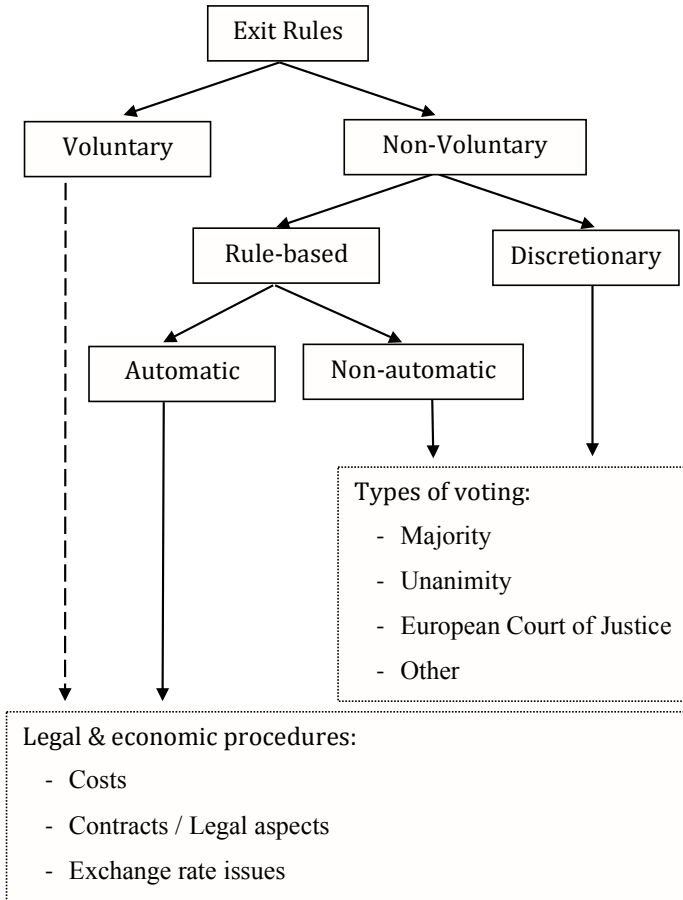 Exit Rules
Voluntary
Non-Voluntary
Rule-based
Discretionary
Automatic
Non-automatic
Types of voting:
- Majority
- Unanimity
- European Court of Justice
- Other
Legal & economic procedures:
- Costs
- Contracts / Legal aspects
- Exchange rate issues